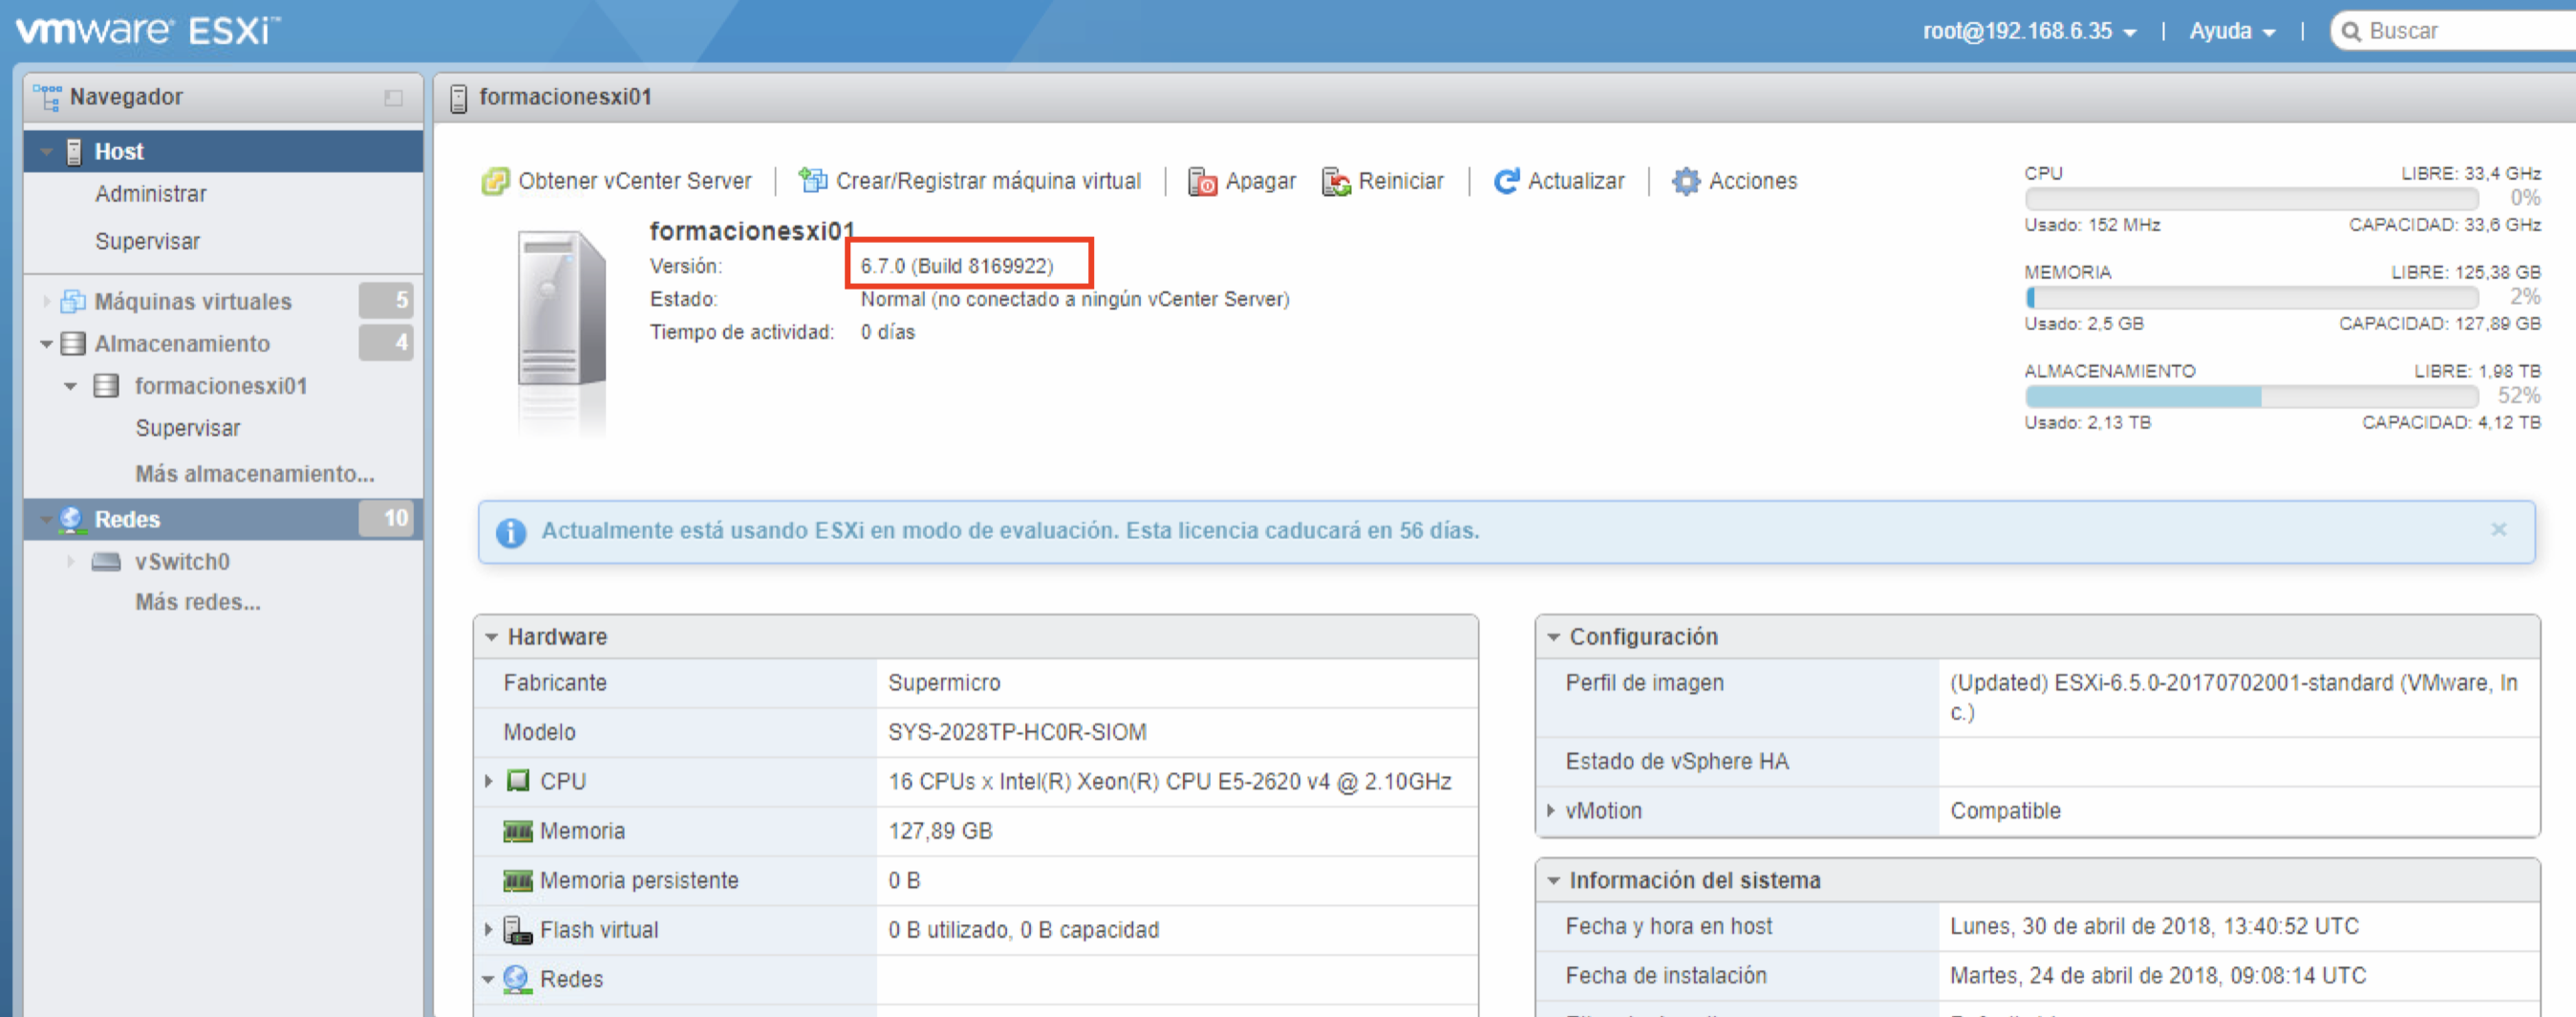 vmware® ESXi™
root@192.168.6.35 | Ayuda | Buscar
Navegador
Host
Administrar
Supervisar
Máquinas virtuales 5
Almacenamiento 4
formacionesxi01
Supervisar
Más almacenamiento...
Redes 10
vSwitch0
Más redes...
formacionesxi01
Obtener vCenter Server | Crear/Registrar máquina virtual | Apagar Reiniciar | Actualizar | Acciones
formacionesxi01
Versión: 6.7.0 (Build 8169922)
Estado: Normal (no conectado a ningún vCenter Server)
Tiempo de actividad: 0 días
CPU LIBRE: 33,4 GHz
0%
Usado: 152 MHz CAPACIDAD: 33,6 GHz
MEMORIA LIBRE: 125,38 GB
2%
Usado: 2,5 GB CAPACIDAD: 127,89 GB
ALMACENAMIENTO LIBRE: 1,98 TB
52%
Usado: 2,13 TB CAPACIDAD: 4,12 TB
Actualmente está usando ESXi en modo de evaluación. Esta licencia caducará en 56 días.
Hardware
Fabricante Supermicro
Modelo SYS-2028TP-HC0R-SIOM
CPU 16 CPUs x Intel(R) Xeon(R) CPU E5-2620 v4 @ 2.10GHz
Memoria 127,89 GB
Memoria persistente 0 B
Flash virtual 0 B utilizado, 0 B capacidad
Redes
Configuración
Perfil de imagen (Updated) ESXi-6.5.0-20170702001-standard (VMware, In
c.)
Estado de vSphere HA
vMotion Compatible
Información del sistema
Fecha y hora en host Lunes, 30 de abril de 2018, 13:40:52 UTC
Fecha de instalación Martes, 24 de abril de 2018, 09:08:14 UTC